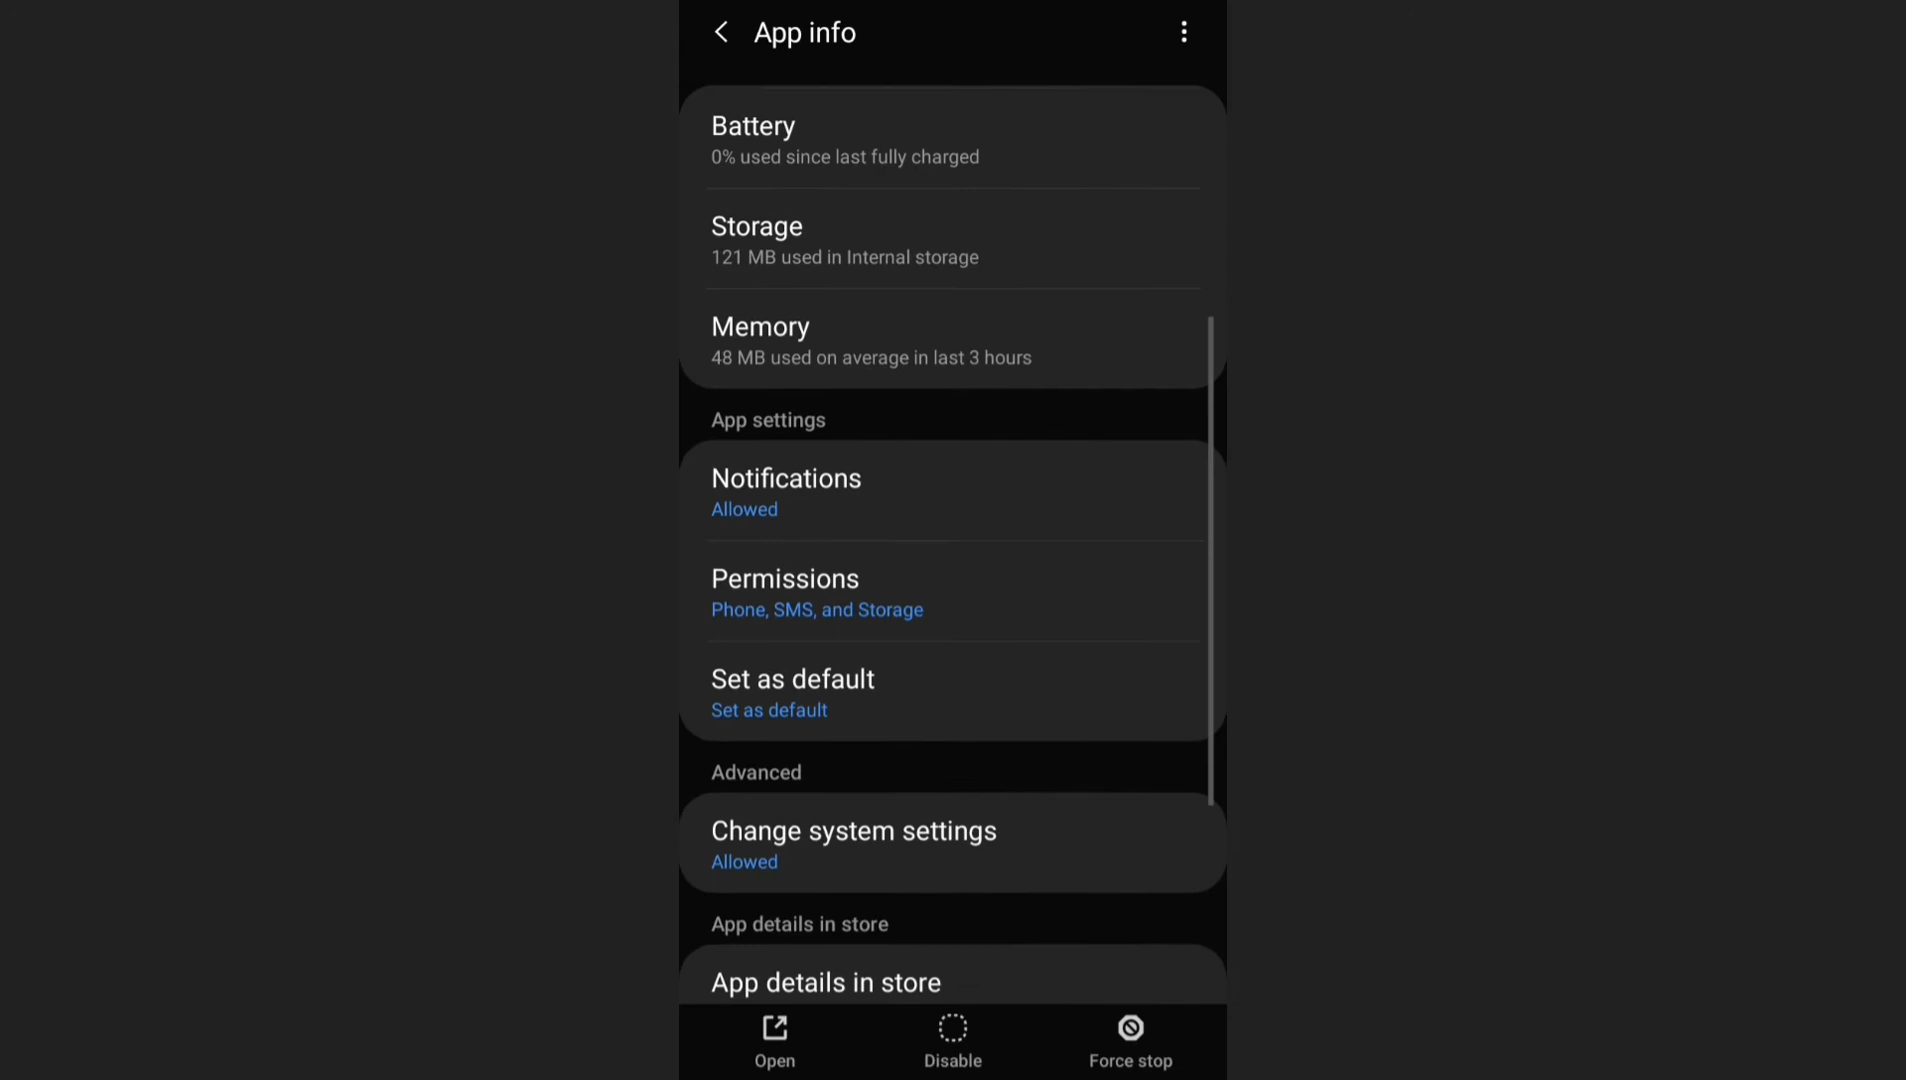 App info
Battery
0% used since last fully charged
Storage
121 MB used in Internal storage
Memory
48 MB used on average in last 3 hours
App settings
Notifications
Allowed
Permissions
Phone, SMS, and Storage
Set as default
Set as default
Advanced
Change system settings
Allowed
App details in store
App details in store
Open
Disable
Force stop